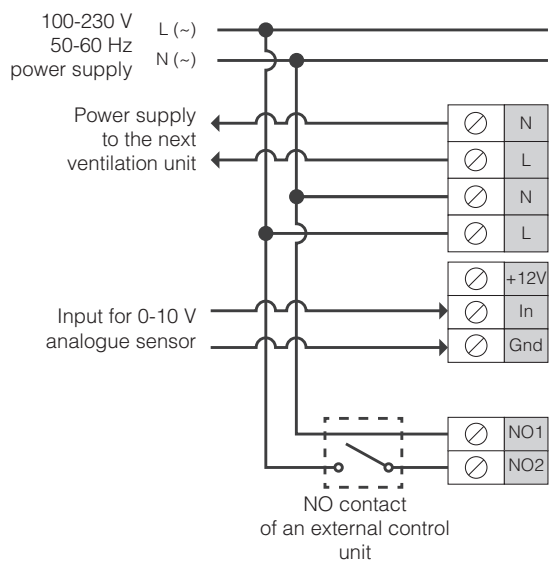 100-230 V
50-60 Hz
power supply
L (~)
N (~)
Power supply
to the next
ventilation unit
N
L
N
L
+12V
In
Gnd
Input for 0-10 V
analogue sensor
NO1
NO2
NO contact
of an external control
unit